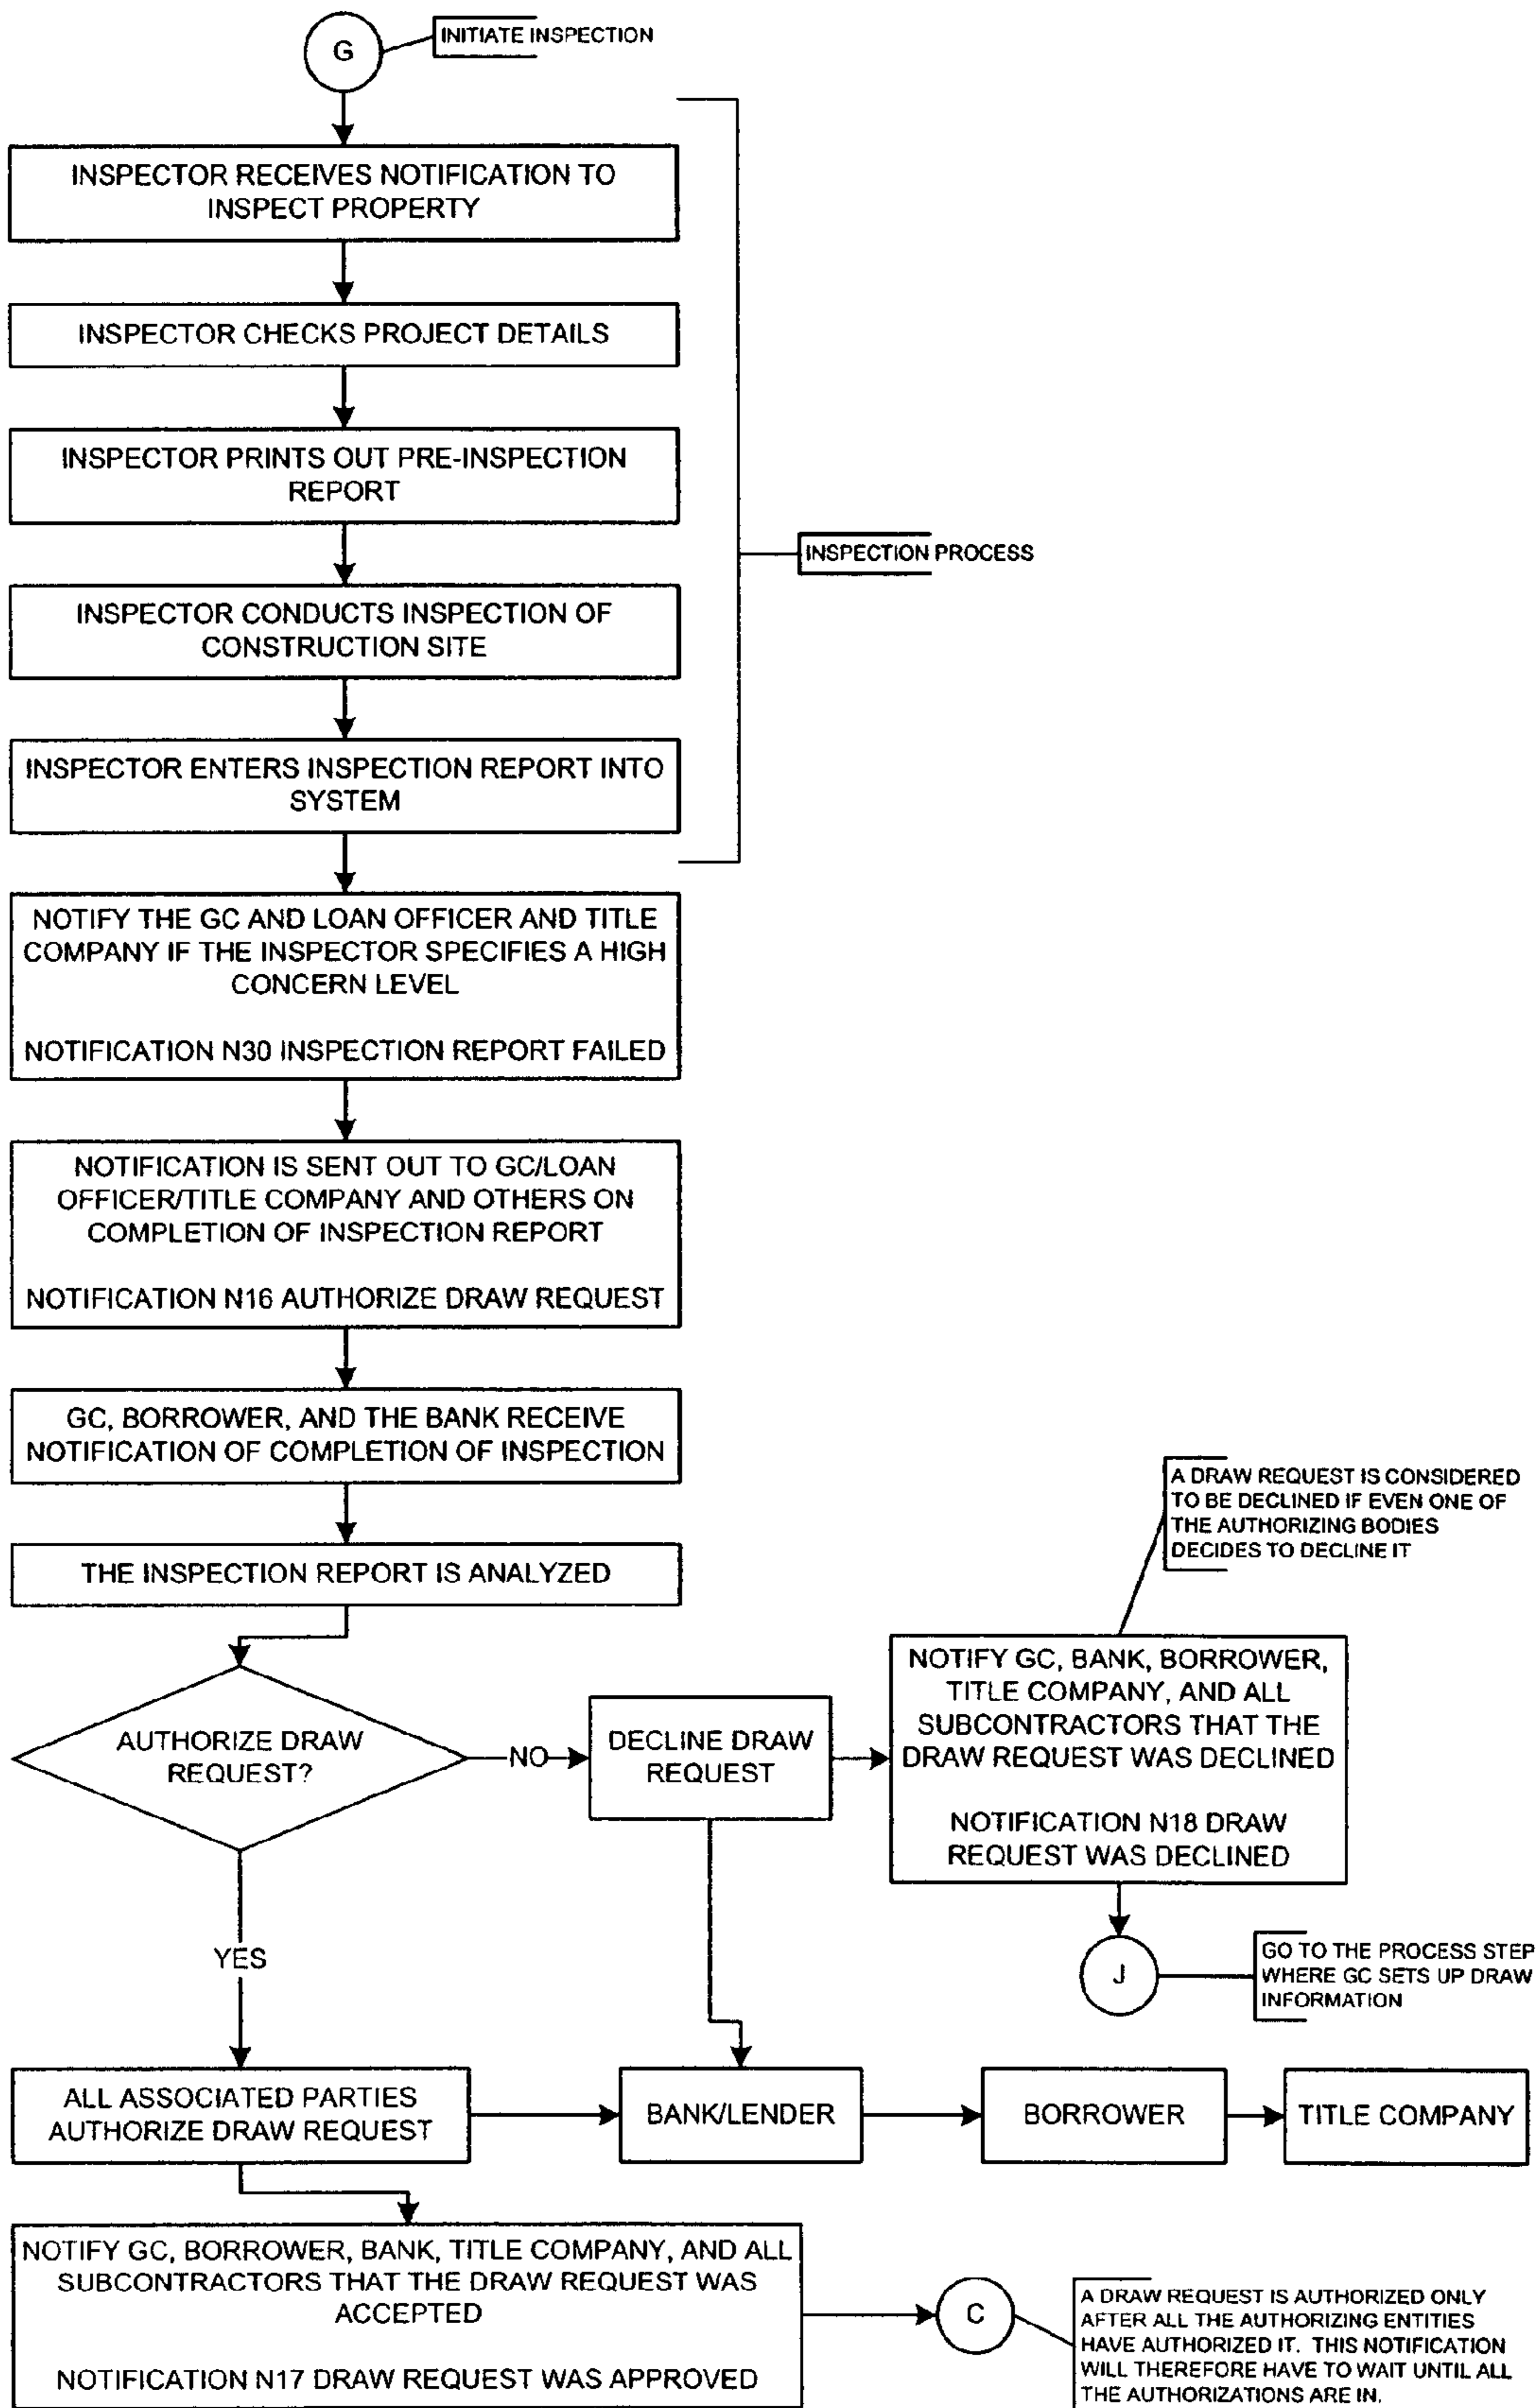 G
INITIATE INSPECTION
INSPECTOR RECEIVES NOTIFICATION TO
INSPECT PROPERTY
INSPECTOR CHECKS PROJECT DETAILS
INSPECTOR PRINTS OUT PRE-INSPECTION
REPORT
INSPECTION PROCESS
INSPECTOR CONDUCTS INSPECTION OF
CONSTRUCTION SITE
INSPECTOR ENTERS INSPECTION REPORT INTO
SYSTEM
NOTIFY THE GC AND LOAN OFFICER AND TITLE
COMPANY IF THE INSPECTOR SPECIFIES A HIGH
CONCERN LEVEL
NOTIFICATION N30 INSPECTION REPORT FAILED
NOTIFICATION IS SENT OUT TO GC/LOAN
OFFICER/TITLE COMPANY AND OTHERS ON
COMPLETION OF INSPECTION REPORT
NOTIFICATION N16 AUTHORIZE DRAW REQUEST
GC, BORROWER, AND THE BANK RECEIVE
NOTIFICATION OF COMPLETION OF INSPECTION
THE INSPECTION REPORT IS ANALYZED
A DRAW REQUEST IS CONSIDERED
TO BE DECLINED IF EVEN ONE OF
THE AUTHORIZING BODIES
DECIDES TO DECLINE IT
AUTHORIZE DRAW
REQUEST?
NO
DECLINE DRAW
REQUEST
NOTIFY GC, BANK, BORROWER,
TITLE COMPANY, AND ALL
SUBCONTRACTORS THAT THE
DRAW REQUEST WAS DECLINED
NOTIFICATION N18 DRAW
REQUEST WAS DECLINED
YES
J
GO TO THE PROCESS STEP
WHERE GC SETS UP DRAW
INFORMATION
ALL ASSOCIATED PARTIES
AUTHORIZE DRAW REQUEST
BANK/LENDER
BORROWER
TITLE COMPANY
NOTIFY GC, BORROWER, BANK, TITLE COMPANY, AND ALL
SUBCONTRACTORS THAT THE DRAW REQUEST WAS
ACCEPTED
NOTIFICATION N17 DRAW REQUEST WAS APPROVED
C
A DRAW REQUEST IS AUTHORIZED ONLY
AFTER ALL THE AUTHORIZING ENTITIES
HAVE AUTHORIZED IT. THIS NOTIFICATION
WILL THEREFORE HAVE TO WAIT UNTIL ALL
THE AUTHORIZATIONS ARE IN.